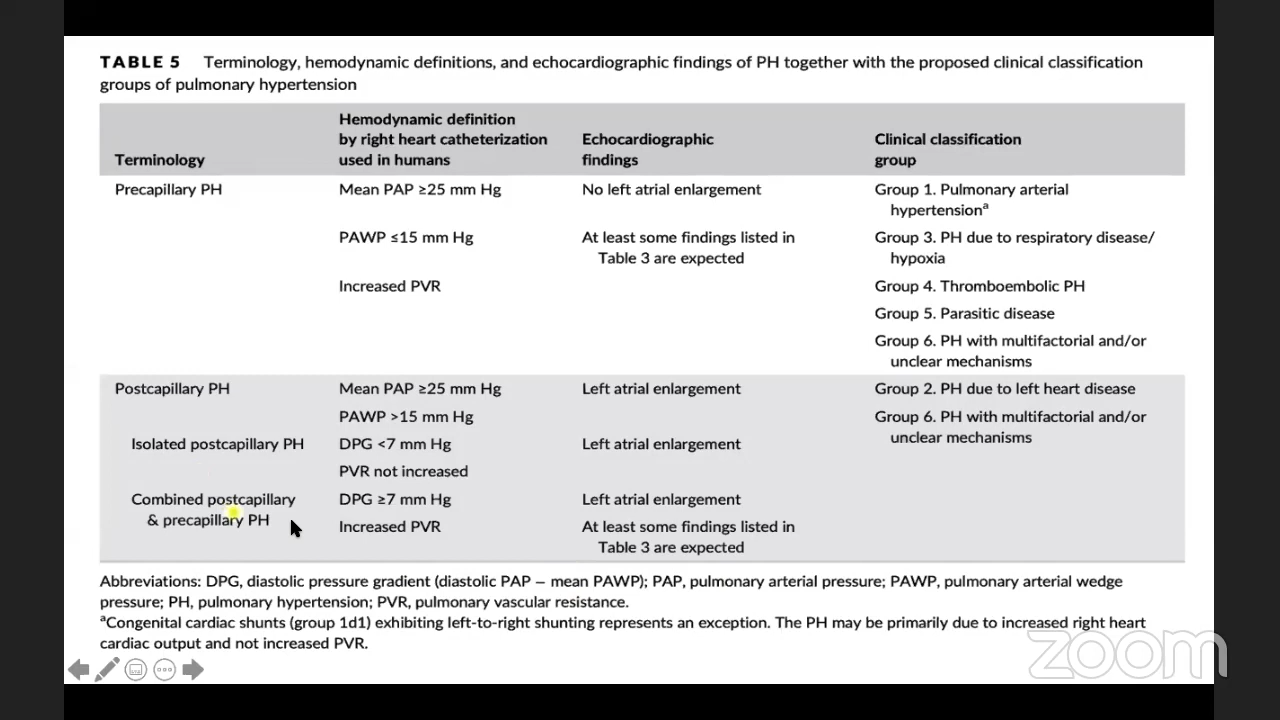 TABLE 5 Terminology, hemodynamic definitions, and echocardiographic findings of PH together with the proposed clinical classification
groups of pulmonary hypertension
Terminology
Hemodynamic definition
by right heart catheterization
used in humans
Echocardiographic
findings
Clinical classification
group
Precapillary PH
Mean PAP ≥25 mm Hg
No left atrial enlargement
Group 1. Pulmonary arterial
hypertensionᵃ
PAWP ≤15 mm Hg
At least some findings listed in
Table 3 are expected
Group 3. PH due to respiratory disease/
hypoxia
Increased PVR
Group 4. Thromboembolic PH
Group 5. Parasitic disease
Group 6. PH with multifactorial and/or
unclear mechanisms
Postcapillary PH
Mean PAP ≥25 mm Hg
Left atrial enlargement
Group 2. PH due to left heart disease
PAWP >15 mm Hg
Group 6. PH with multifactorial and/or
unclear mechanisms
Isolated postcapillary PH
DPG <7 mm Hg
Left atrial enlargement
PVR not increased
Combined postcapillary
& precapillary PH
DPG ≥7 mm Hg
Left atrial enlargement
Increased PVR
At least some findings listed in
Table 3 are expected
Abbreviations: DPG, diastolic pressure gradient (diastolic PAP – mean PAWP); PAP, pulmonary arterial pressure; PAWP, pulmonary arterial wedge
pressure; PH, pulmonary hypertension; PVR, pulmonary vascular resistance.
ᵃCongenital cardiac shunts (group 1d1) exhibiting left-to-right shunting represents an exception. The PH may be primarily due to increased right heart
cardiac output and not increased PVR.
zoom